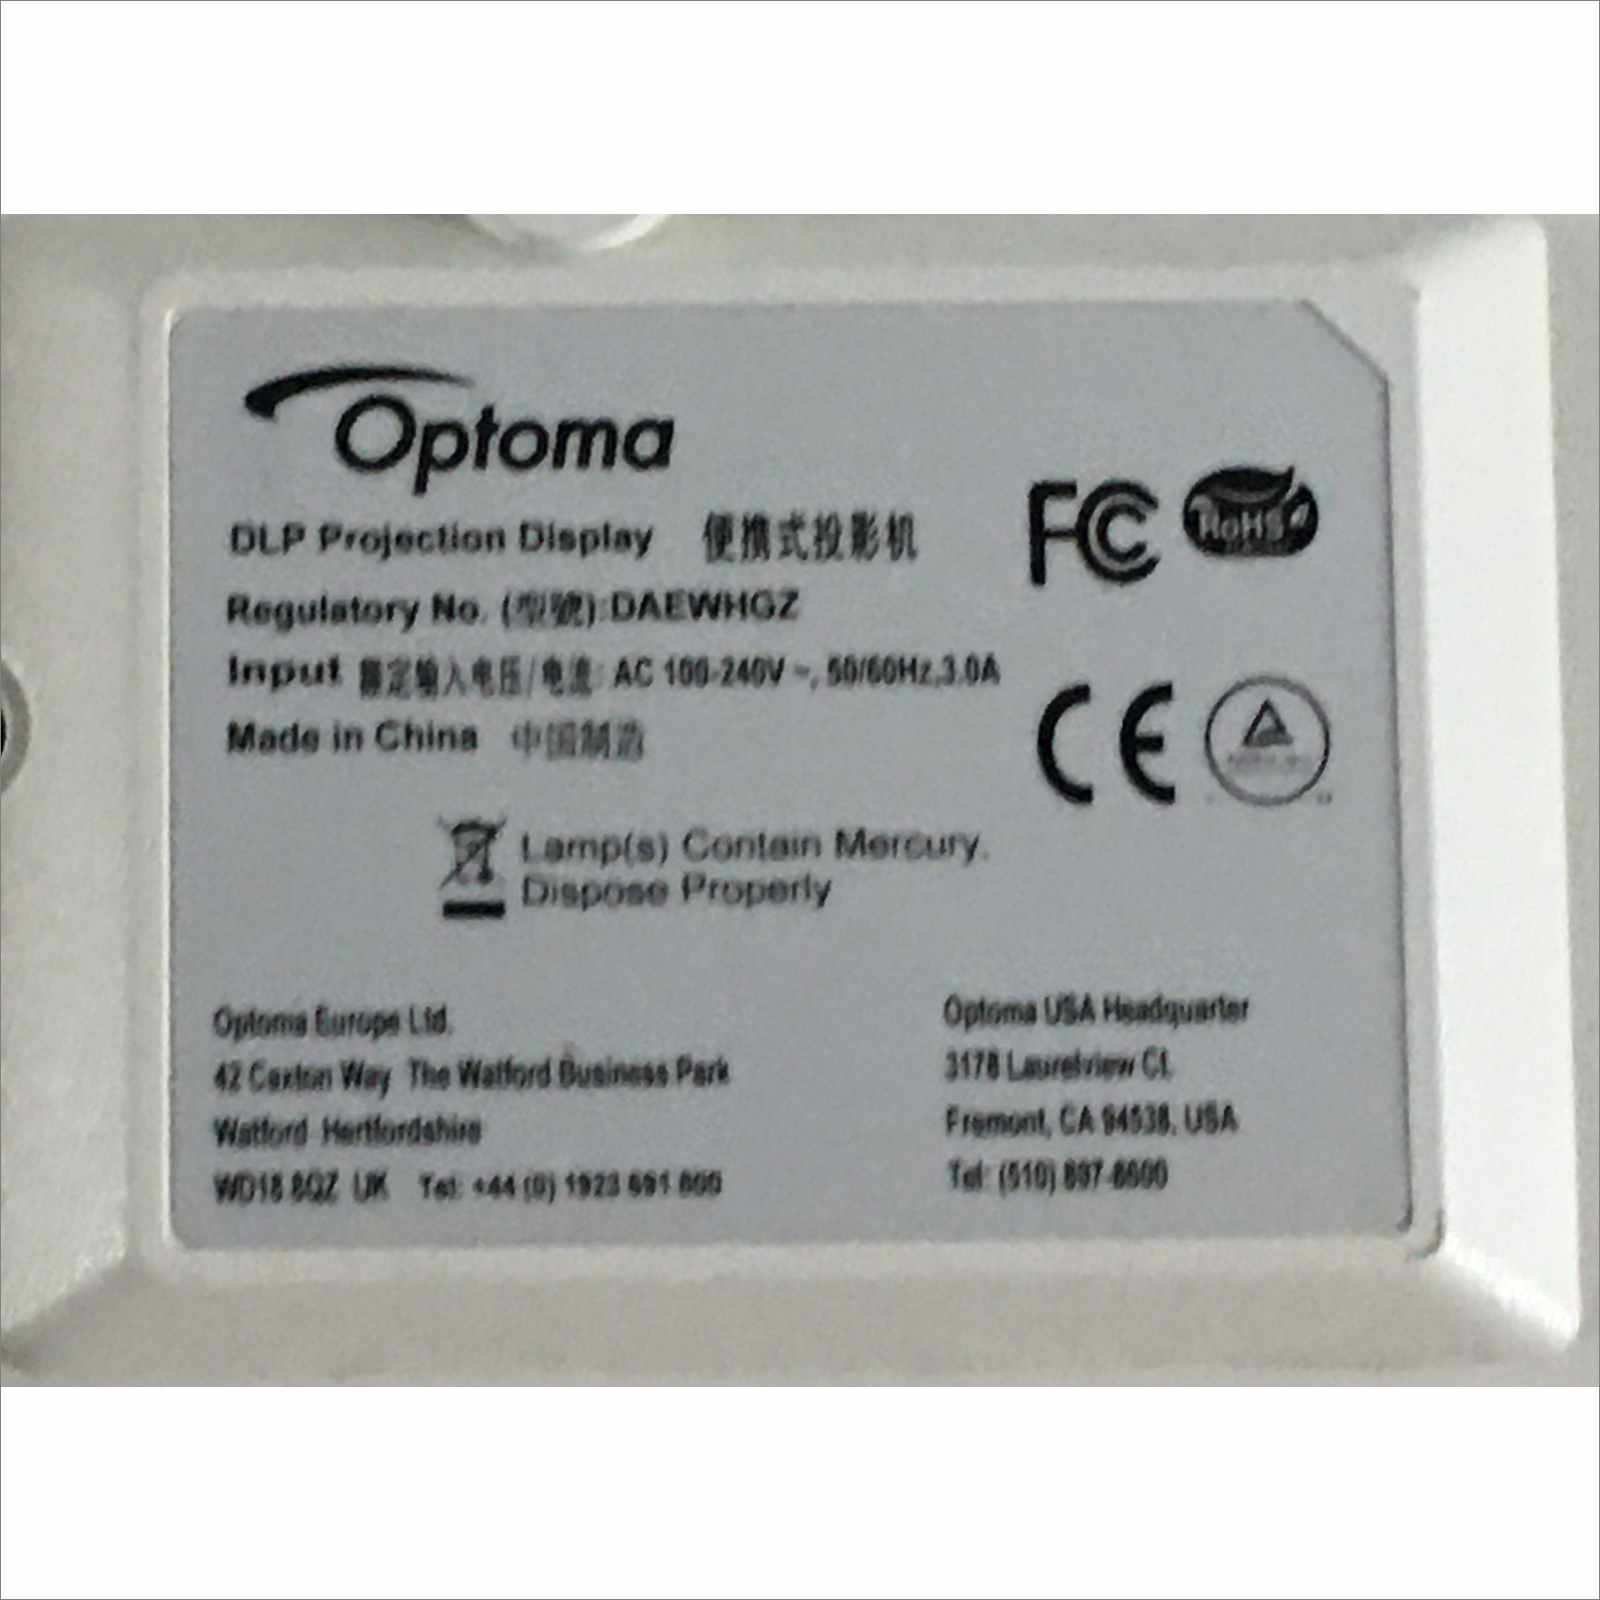 Optoma
DLP Projection Display 便携式投影机
Regulatory No. (型號):DAEWHGZ
Input 额定输入电压/电流: AC 100-240V ~, 50/60Hz,3.0A
Made in China 中国制造
FC
RoHS
CE
Lamp(s) Contain Mercury.
Dispose Properly
Optoma Europe Ltd.
42 Caxton Way The Watford Business Park
Watford Hertfordshire
WD18 8QZ UK Tel: +44 (0) 1923 691 800
Optoma USA Headquarter
3178 Laurelview Ct.
Fremont, CA 94538, USA
Tel: (510) 897-8600